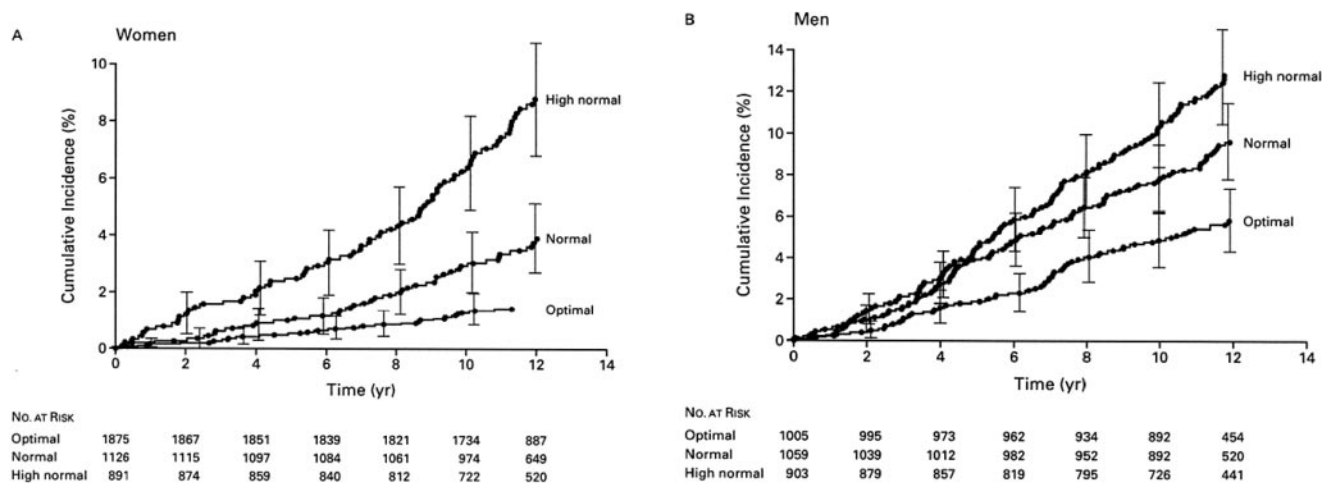 A
Women
Cumulative Incidence (%)
10
8
6
4
2
0
High normal
Normal
Optimal
0 2 4 6 8 10 12 14
Time (yr)
NO. AT RISK
Optimal 1875 1867 1851 1839 1821 1734 887
Normal 1126 1115 1097 1084 1061 974 649
High normal 891 874 859 840 812 722 520
B
Men
Cumulative Incidence (%)
14
12
10
8
6
4
2
0
High normal
Normal
Optimal
0 2 4 6 8 10 12 14
Time (yr)
NO. AT RISK
Optimal 1005 995 973 962 934 892 454
Normal 1059 1039 1012 982 952 892 520
High normal 903 879 857 819 795 726 441